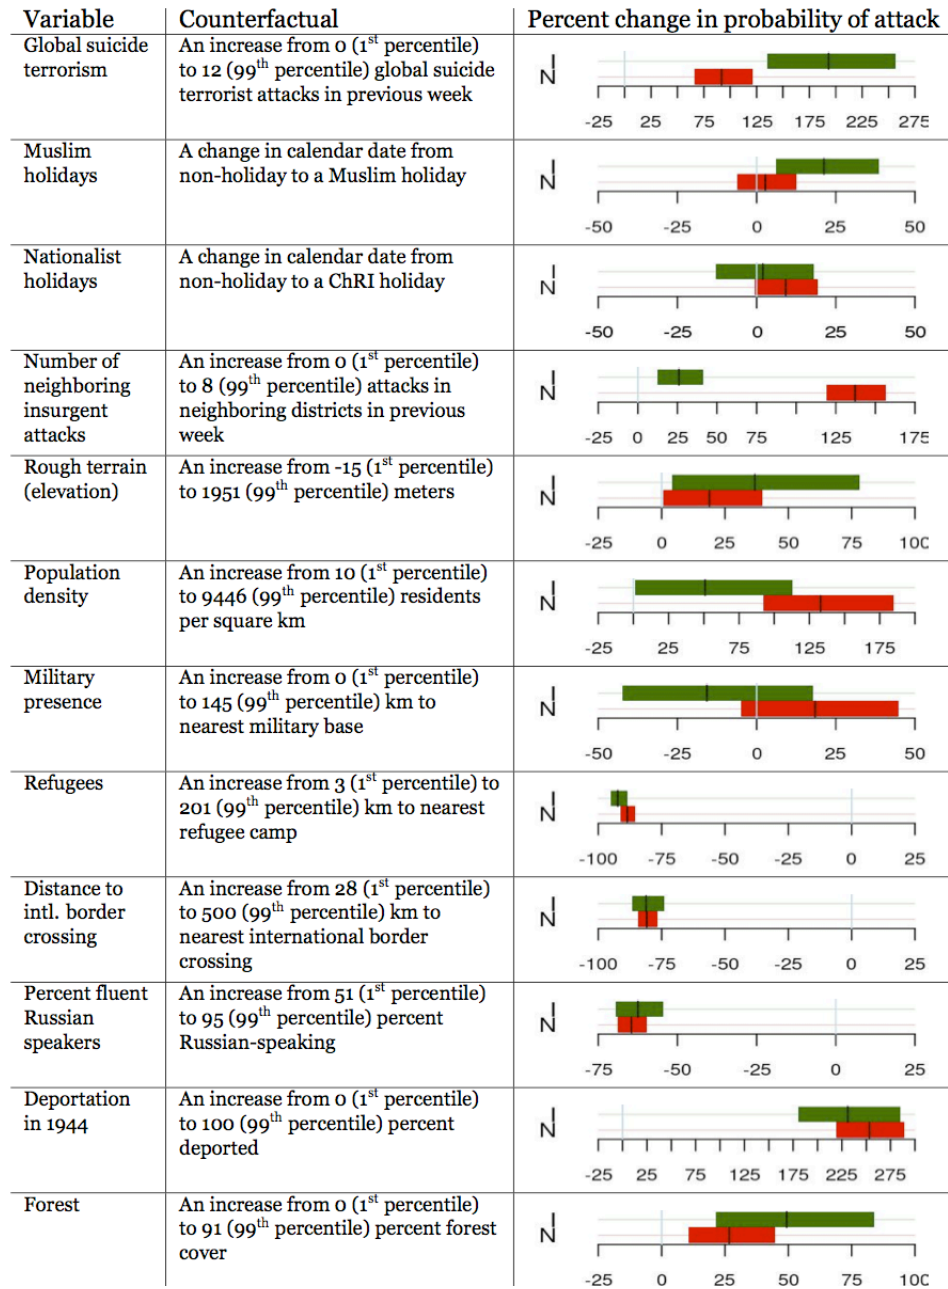 Variable Counterfactual Percent change in probability of attack
Global suicide
terrorism
An increase from 0 (1st percentile)
to 12 (99th percentile) global suicide
terrorist attacks in previous week
I
N
-25 25 75 125 175 225 275
Muslim
holidays
A change in calendar date from
non-holiday to a Muslim holiday
I
N
-50 -25 0 25 50
Nationalist
holidays
A change in calendar date from
non-holiday to a ChRI holiday
I
N
-50 -25 0 25 50
Number of
neighboring
insurgent
attacks
An increase from 0 (1st percentile)
to 8 (99th percentile) attacks in
neighboring districts in previous
week
I
N
-25 0 25 50 75 125 175
Rough terrain
(elevation)
An increase from -15 (1st percentile)
to 1951 (99th percentile) meters
I
N
-25 0 25 50 75 100
Population
density
An increase from 10 (1st percentile)
to 9446 (99th percentile) residents
per square km
I
N
-25 25 75 125 175
Military
presence
An increase from 0 (1st percentile)
to 145 (99th percentile) km to
nearest military base
I
N
-50 -25 0 25 50
Refugees
An increase from 3 (1st percentile) to
201 (99th percentile) km to nearest
refugee camp
I
N
-100 -75 -50 -25 0 25
Distance to
intl. border
crossing
An increase from 28 (1st percentile)
to 500 (99th percentile) km to
nearest international border
crossing
I
N
-100 -75 -50 -25 0 25
Percent fluent
Russian
speakers
An increase from 51 (1st percentile)
to 95 (99th percentile) percent
Russian-speaking
I
N
-75 -50 -25 0 25
Deportation
in 1944
An increase from 0 (1st percentile)
to 100 (99th percentile) percent
deported
I
N
-25 25 75 125 175 225 275
Forest
An increase from 0 (1st percentile)
to 91 (99th percentile) percent forest
cover
I
N
-25 0 25 50 75 100